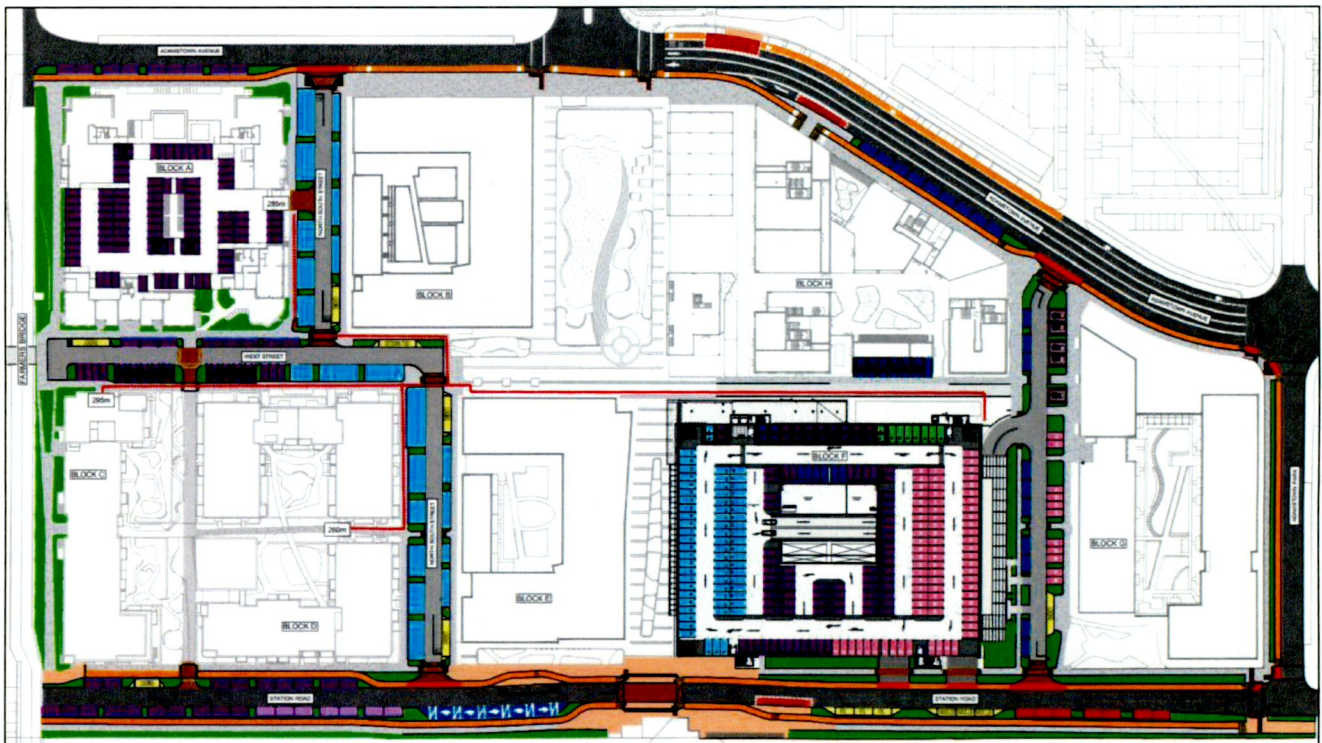 ADAMSTOWN AVENUE
BLOCK A
285m
NORTH SOUTH STREET
BLOCK B
BLOCK H
ADAMSTOWN AVENUE
ADAMSTOWN AVENUE
FARMERS BRIDGE
WEST STREET
295m
BLOCK C
260m
NORTH SOUTH STREET
BLOCK D
BLOCK E
BLOCK F
BLOCK G
ADAMSTOWN PARK
STATION ROAD
STATION ROAD